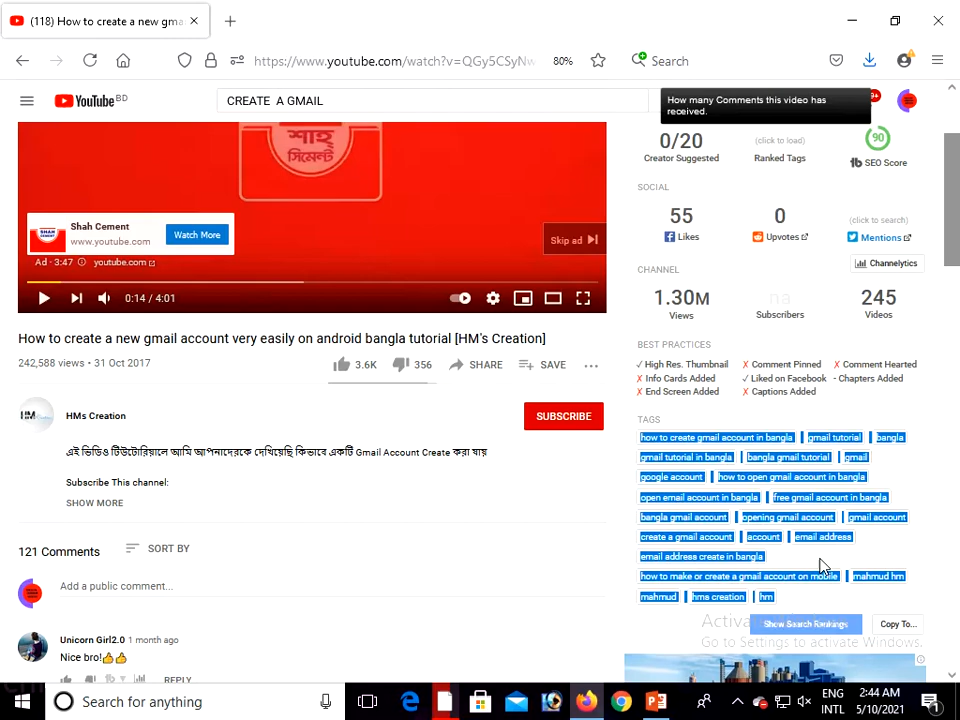 (118) How to create a new gma
https://www.youtube.com/watch?v=QGy5CSyNw
80%
Search
YouTube BD
CREATE A GMAIL
9+
How many Comments this video has
received.
শাহ্
সিমেন্ট
Shah Cement
www.youtube.com
Watch More
Ad - 3:47
youtube.com
Skip ad
0:14 / 4:01
How to create a new gmail account very easily on android bangla tutorial [HM's Creation]
242,588 views • 31 Oct 2017
3.6K
356
SHARE
SAVE
HM
HMs Creation
SUBSCRIBE
এই ভিডিও টিউটোরিয়ালে আমি আপনাদেরকে দেখিয়েছি কিভাবে একটি Gmail Account Create করা যায়
Subscribe This channel:
SHOW MORE
121 Comments
SORT BY
Add a public comment...
Unicorn Girl2.0 1 month ago
Nice bro!👍👍
REPLY
0/20
Creator Suggested
(click to load)
Ranked Tags
90
tb SEO Score
SOCIAL
55
Likes
0
Upvotes
(click to search)
Mentions
CHANNEL
Channelytics
1.30M
Views
na
Subscribers
245
Videos
BEST PRACTICES
✓ High Res. Thumbnail
✗ Comment Pinned
✗ Comment Hearted
✗ Info Cards Added
✓ Liked on Facebook
- Chapters Added
✗ End Screen Added
✗ Captions Added
TAGS
how to create gmail account in bangla | gmail tutorial | bangla
gmail tutorial in bangla | bangla gmail tutorial | gmail
google account | how to open gmail account in bangla
open email account in bangla | free gmail account in bangla
bangla gmail account | opening gmail account | gmail account
create a gmail account | account | email address
email address create in bangla
how to make or create a gmail account on mobile | mahmud hm
mahmud | hms creation | hm
Show Search Rankings
Copy To...
Go to Settings to activate Windows.
Search for anything
ENG
INTL
2:44 AM
5/10/2021
1